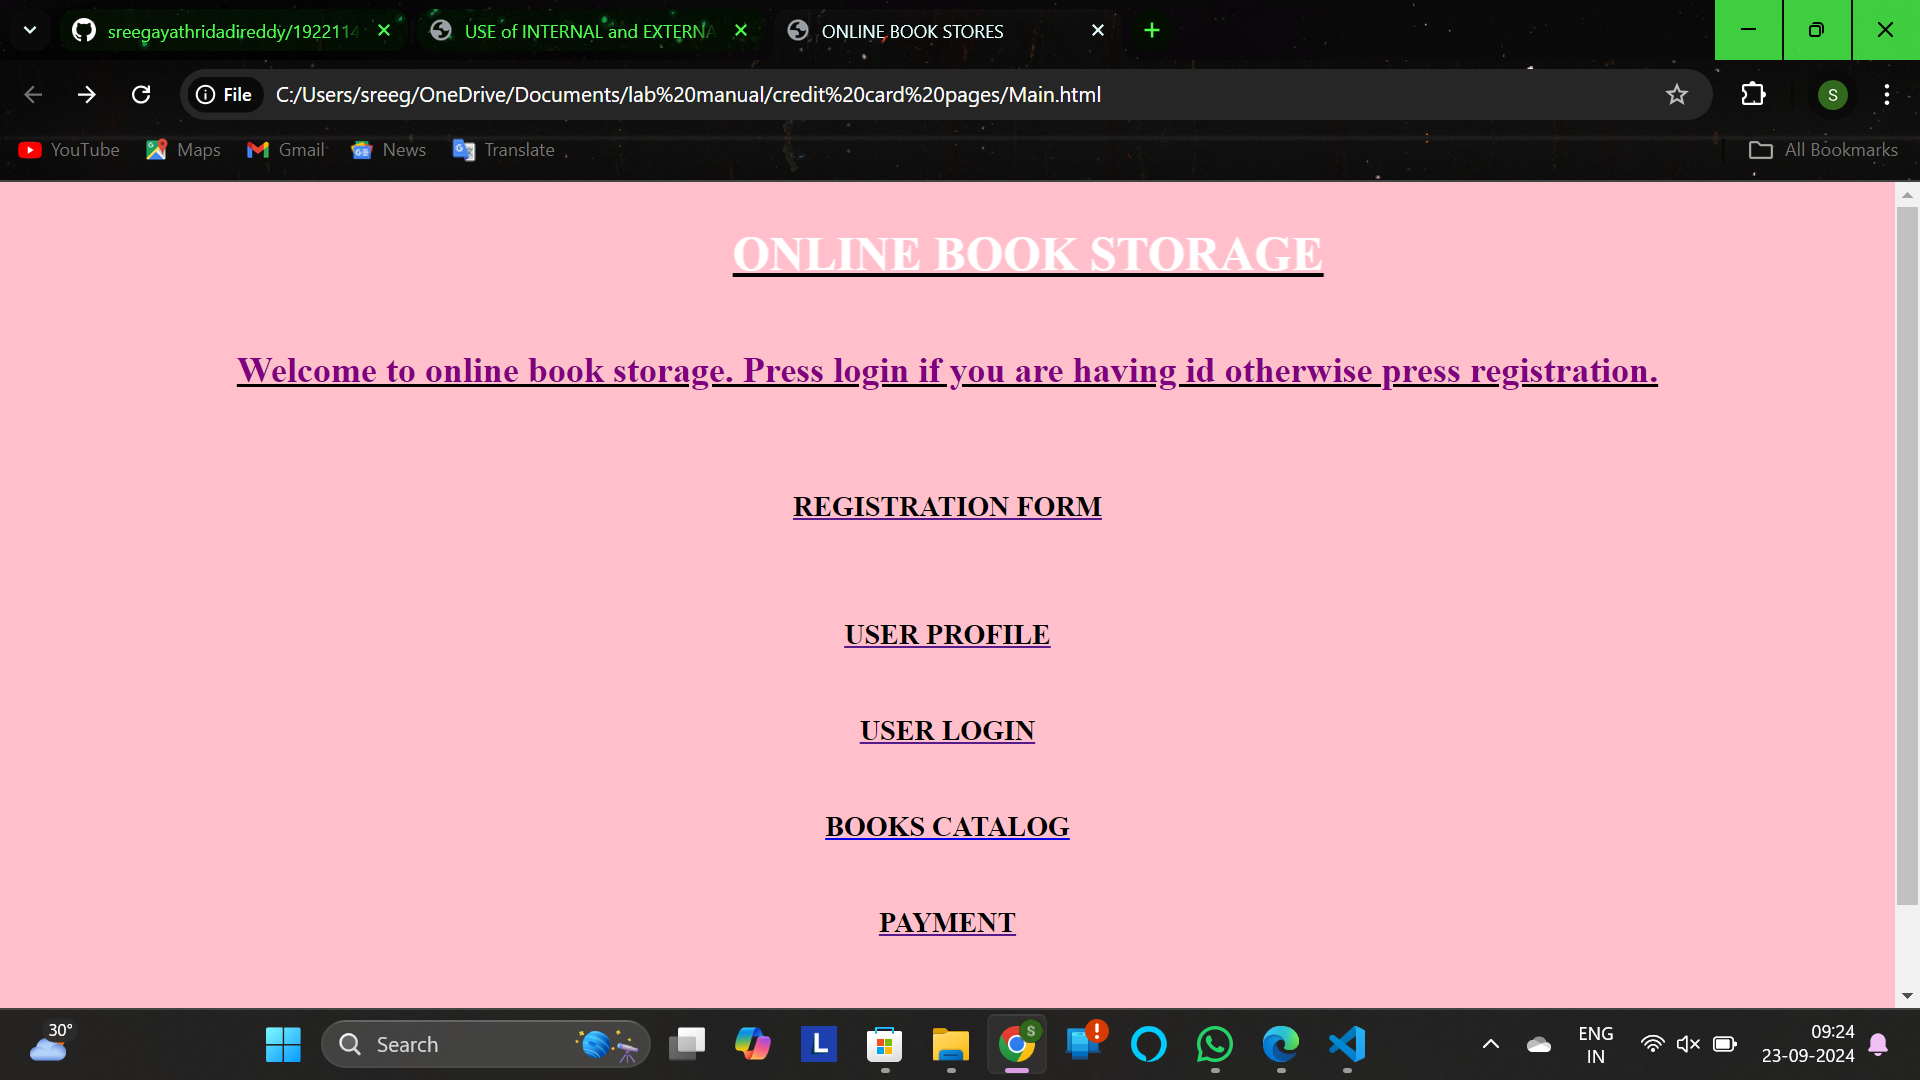 sreegayathridadireddy/1922114
USE of INTERNAL and EXTERNA
ONLINE BOOK STORES
File
C:/Users/sreeg/OneDrive/Documents/lab%20manual/credit%20card%20pages/Main.html
S
YouTube
Maps
Gmail
News
Translate
All Bookmarks
ONLINE BOOK STORAGE
Welcome to online book storage. Press login if you are having id otherwise press registration.
REGISTRATION FORM
USER PROFILE
USER LOGIN
BOOKS CATALOG
PAYMENT
30°
Search
L
S
ENG
IN
09:24
23-09-2024